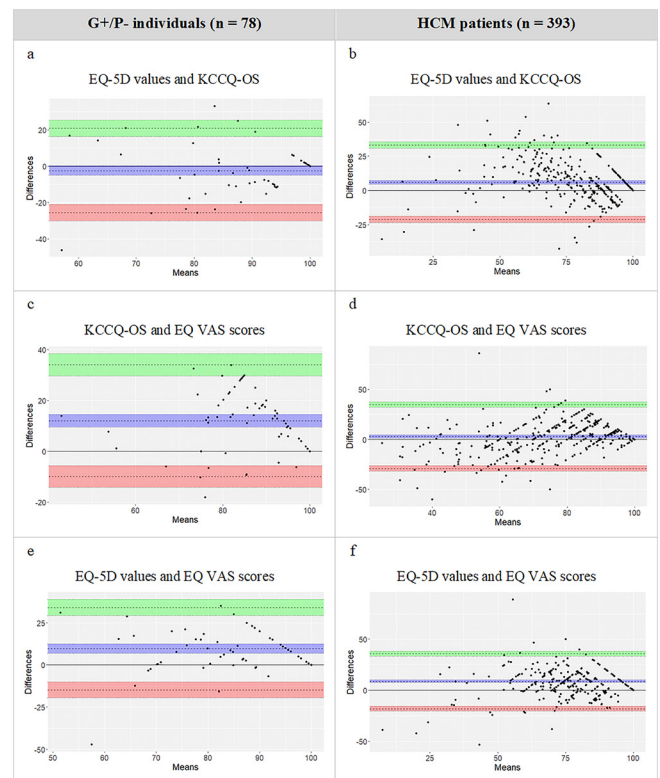 G+/P- individuals (n = 78)
HCM patients (n = 393)
a
EQ-5D values and KCCQ-OS
Differences
20
0
-20
-40
60
70
80
90
100
Means
b
EQ-5D values and KCCQ-OS
Differences
50
25
0
-25
25
50
75
100
Means
c
KCCQ-OS and EQ VAS scores
Differences
40
20
0
-20
50
60
70
80
90
100
Means
d
KCCQ-OS and EQ VAS scores
Differences
50
0
-50
40
60
80
100
Means
e
EQ-5D values and EQ VAS scores
Differences
25
0
-25
-50
50
60
70
80
90
100
Means
f
EQ-5D values and EQ VAS scores
Differences
50
0
-50
25
50
75
100
Means